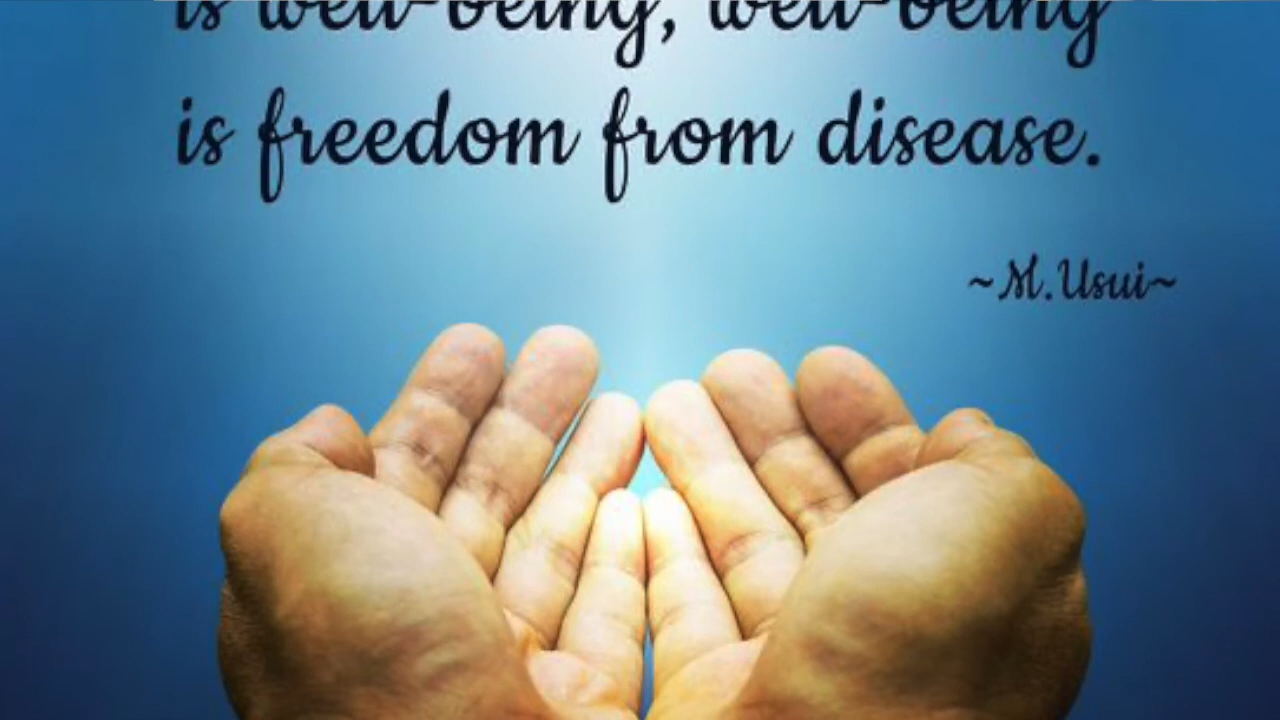 is well-being, well-being
is freedom from disease.
~M.Usui~